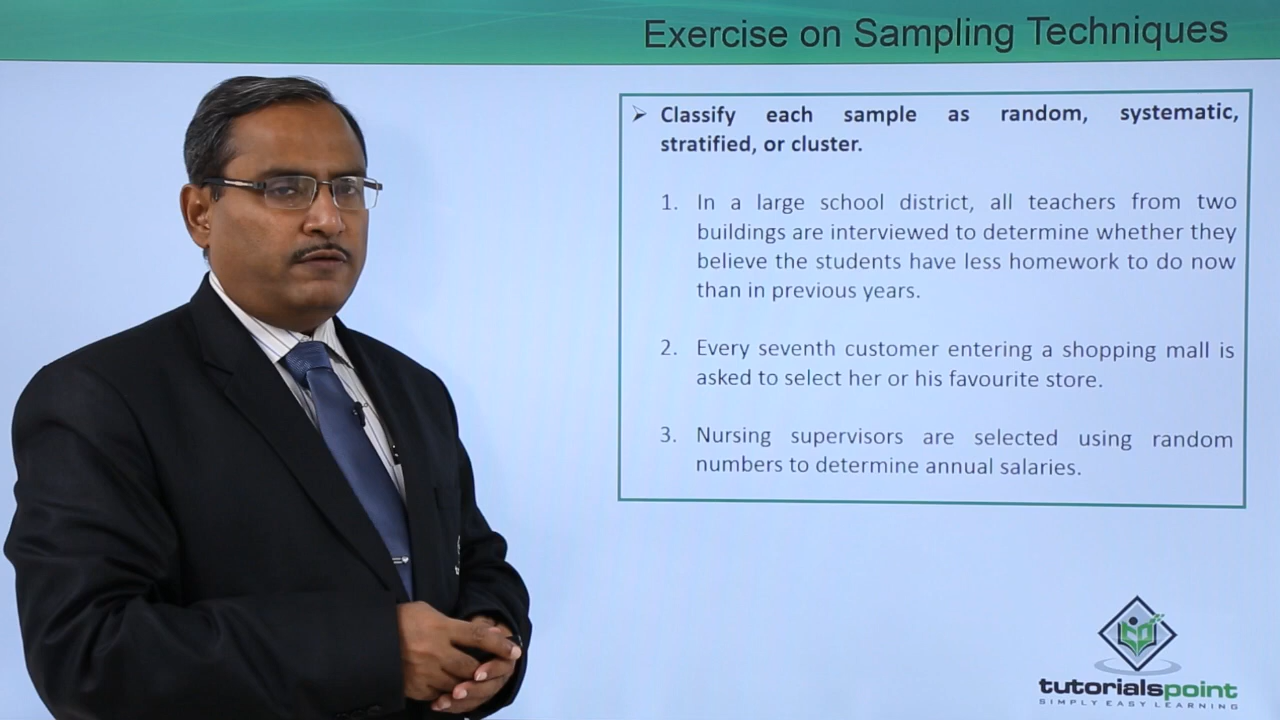 Exercise on Sampling Techniques
➢ Classify each sample as random, systematic,
stratified, or cluster.
1. In a large school district, all teachers from two
buildings are interviewed to determine whether they
believe the students have less homework to do now
than in previous years.
2. Every seventh customer entering a shopping mall is
asked to select her or his favourite store.
3. Nursing supervisors are selected using random
numbers to determine annual salaries.
tutorialspoint
SIMPLY EASY LEARNING